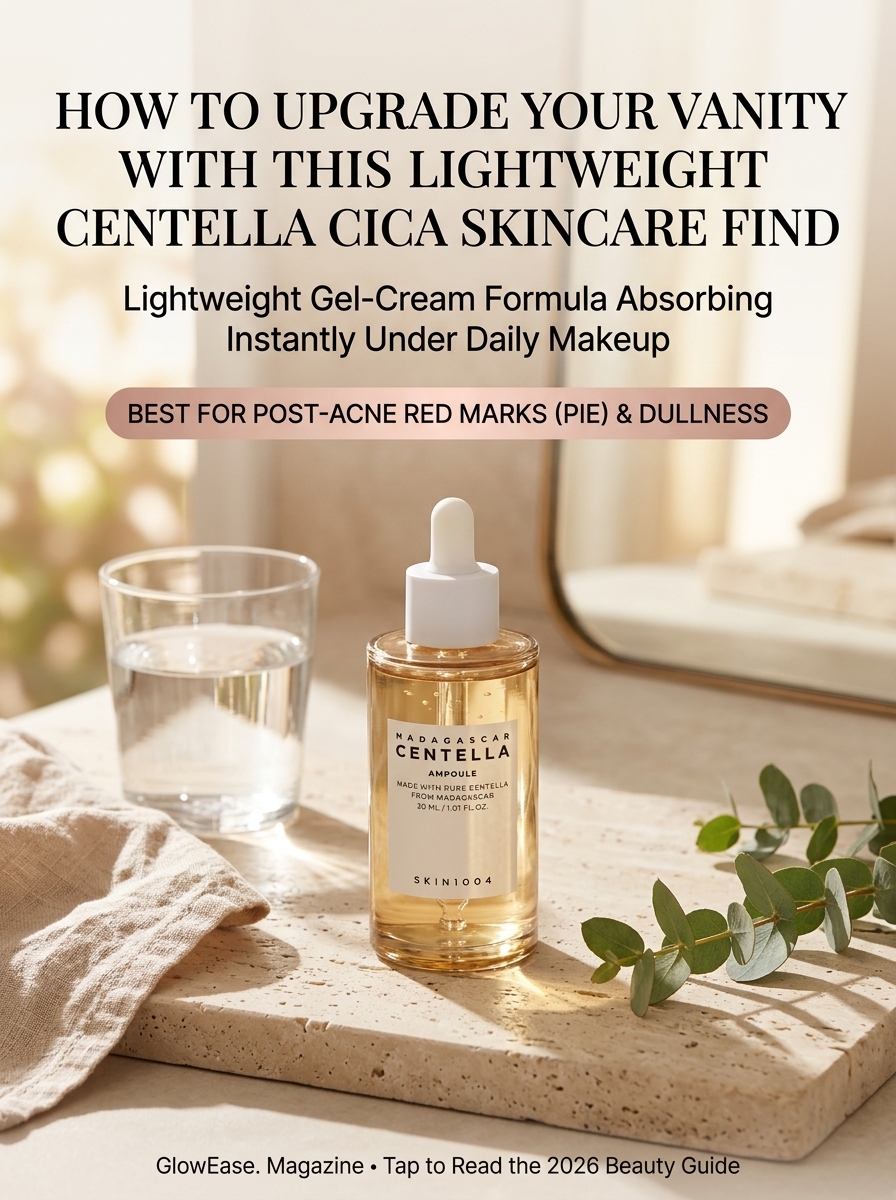 HOW TO UPGRADE YOUR VANITY
WITH THIS LIGHTWEIGHT
CENTELLA CICA SKINCARE FIND
Lightweight Gel-Cream Formula Absorbing
Instantly Under Daily Makeup
BEST FOR POST-ACNE RED MARKS (PIE) & DULLNESS
MADAGASCAR
CENTELLA
AMPOULE
MADE WITH PURE CENTELLA
FROM MADAGASCAR
30 ML / 1.01 FL.OZ.
SKIN1004
GlowEase. Magazine • Tap to Read the 2026 Beauty Guide